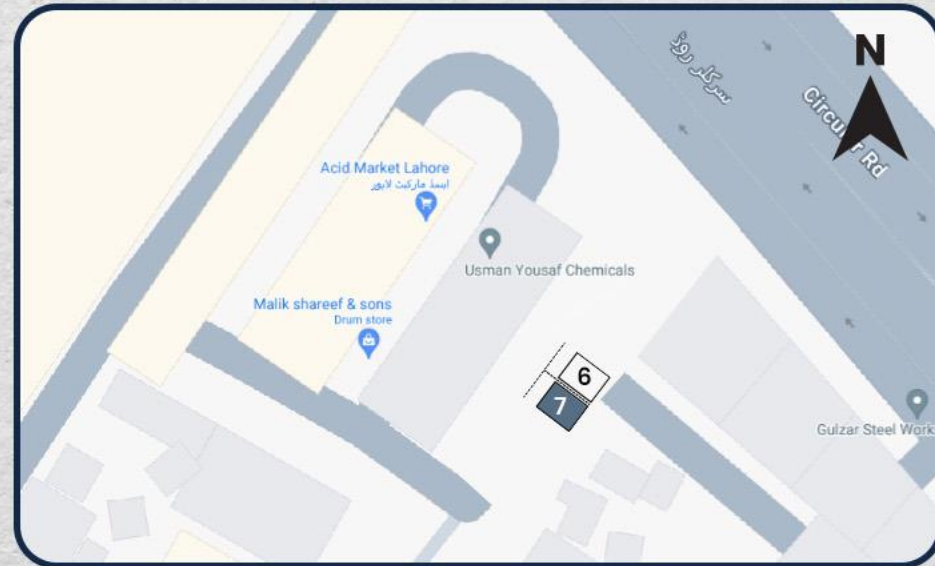 سرکلر روڈ
N
Circular Rd
Acid Market Lahore
ایسڈ مارکیٹ لاہور
Usman Yousaf Chemicals
Malik shareef & sons
Drum store
6
7
Gulzar Steel Work